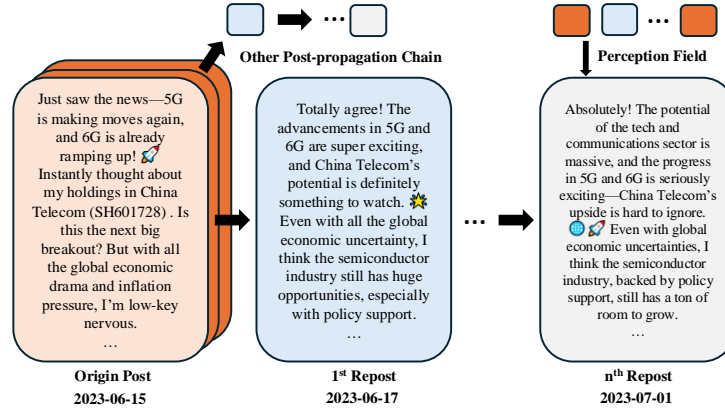 ...
Other Post-propagation Chain
...
Perception Field
Just saw the news—5G
is making moves again,
and 6G is already
ramping up! 🚀
Instantly thought about
my holdings in China
Telecom (SH601728) . Is
this the next big
breakout? But with all
the global economic
drama and inflation
pressure, I'm low-key
nervous.
…
Totally agree! The
advancements in 5G and
6G are super exciting,
and China Telecom's
potential is definitely
something to watch. 🌟
Even with all the global
economic uncertainty, I
think the semiconductor
industry still has huge
opportunities, especially
with policy support.
…
...
Absolutely! The potential
of the tech and
communications sector is
massive, and the progress
in 5G and 6G is seriously
exciting—China Telecom's
upside is hard to ignore.
🌐🚀 Even with global
economic uncertainties, I
think the semiconductor
industry, backed by policy
support, still has a ton of
room to grow.
…
Origin Post
2023-06-15
1st Repost
2023-06-17
nth Repost
2023-07-01